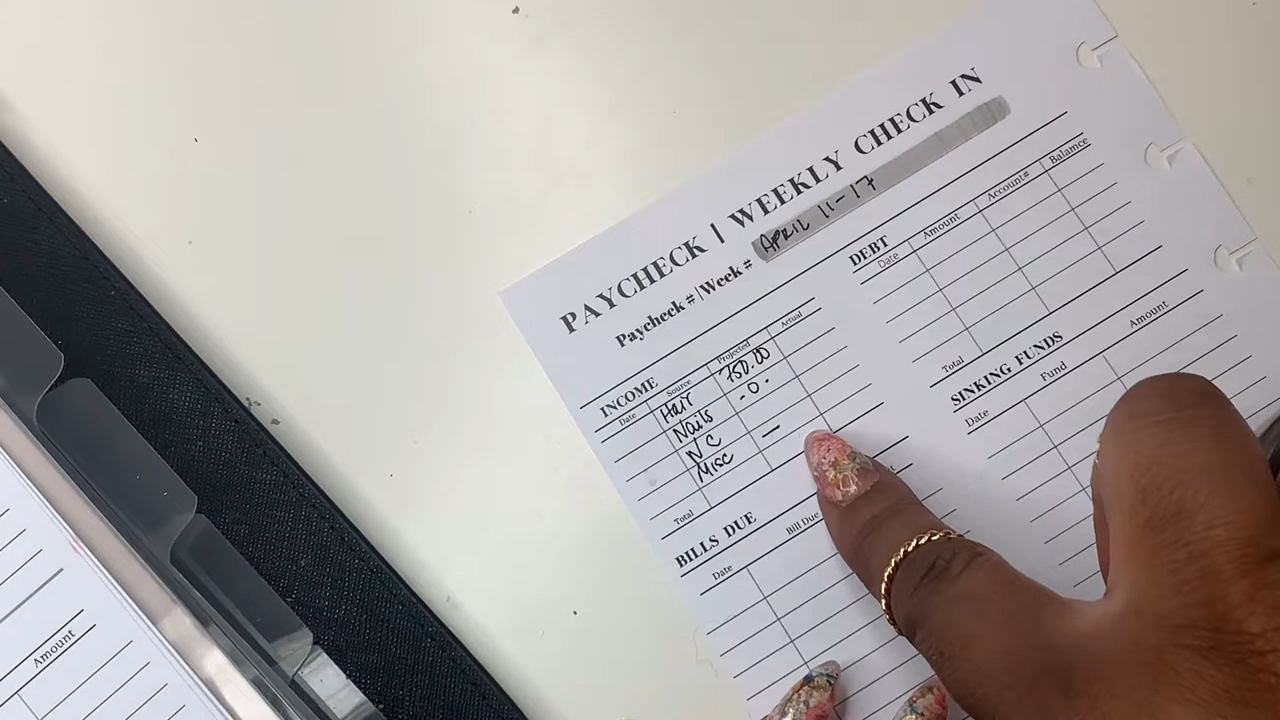 PAYCHECK | WEEKLY CHECK IN
Paycheck #|Week # APRIL 11-17
INCOME
Date Source Projected Actual
Hair 750.00
Nails -0-
NC
Misc —
Total
DEBT
Date Amount Account# Balance
Total
BILLS DUE
Date Bill Due
SINKING FUNDS
Date Fund Amount
Amount